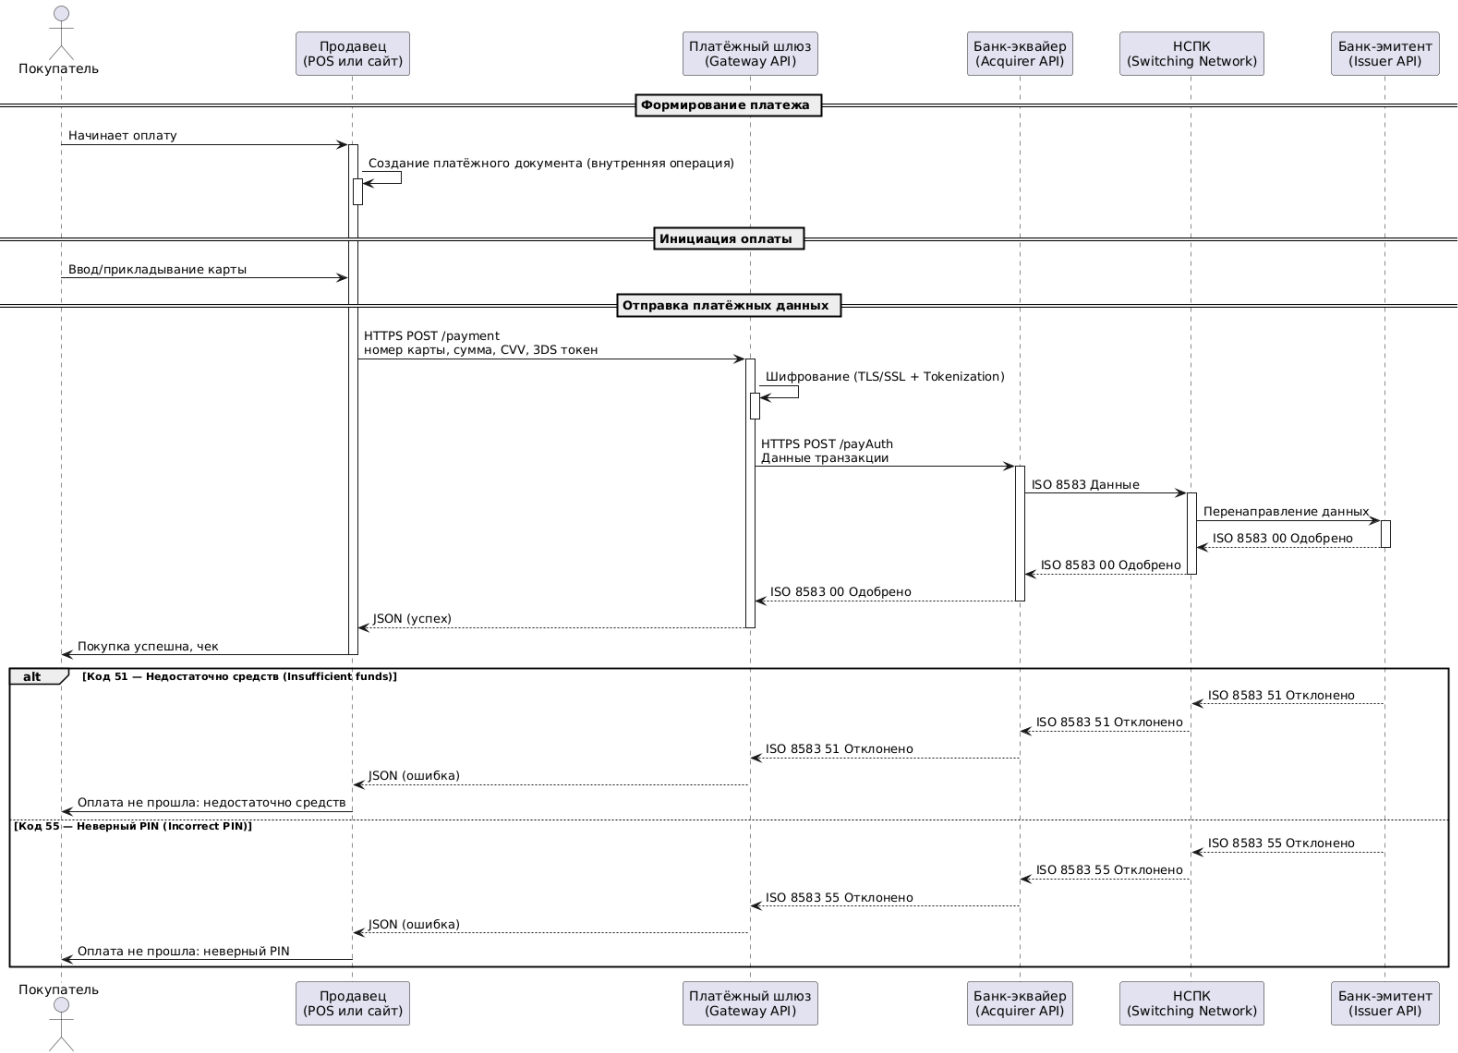 Покупатель
Продавец
(POS или сайт)
Платёжный шлюз
(Gateway API)
Банк-эквайер
(Acquirer API)
НСПК
(Switching Network)
Банк-эмитент
(Issuer API)
Формирование платежа
Начинает оплату
Создание платёжного документа (внутренняя операция)
Инициация оплаты
Ввод/прикладывание карты
Отправка платёжных данных
HTTPS POST /payment
номер карты, сумма, CVV, 3DS токен
Шифрование (TLS/SSL + Tokenization)
HTTPS POST /payAuth
Данные транзакции
ISO 8583 Данные
Перенаправление данных
ISO 8583 00 Одобрено
ISO 8583 00 Одобрено
ISO 8583 00 Одобрено
JSON (успех)
Покупка успешна, чек
alt
[Код 51 — Недостаточно средств (Insufficient funds)]
ISO 8583 51 Отклонено
ISO 8583 51 Отклонено
ISO 8583 51 Отклонено
JSON (ошибка)
Оплата не прошла: недостаточно средств
[Код 55 — Неверный PIN (Incorrect PIN)]
ISO 8583 55 Отклонено
ISO 8583 55 Отклонено
ISO 8583 55 Отклонено
JSON (ошибка)
Оплата не прошла: неверный PIN
Покупатель
Продавец
(POS или сайт)
Платёжный шлюз
(Gateway API)
Банк-эквайер
(Acquirer API)
НСПК
(Switching Network)
Банк-эмитент
(Issuer API)